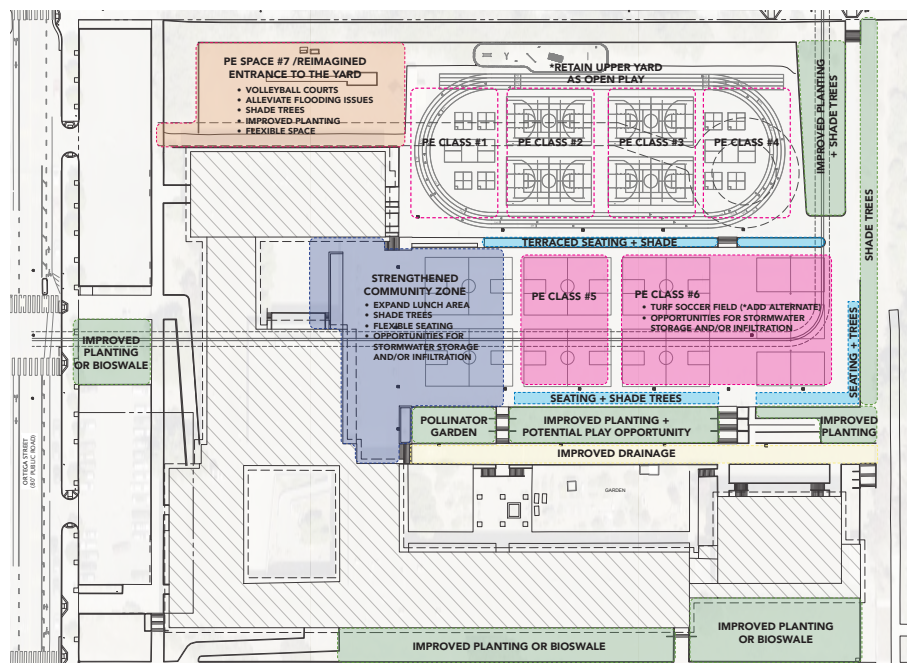 PE SPACE #7 /REIMAGINED
ENTRANCE TO THE YARD
• VOLLEYBALL COURTS
• ALLEVIATE FLOODING ISSUES
• SHADE TREES
• IMPROVED PLANTING
• FLEXIBLE SPACE
*RETAIN UPPER YARD
AS OPEN PLAY
PE CLASS #1
PE CLASS #2
PE CLASS #3
PE CLASS #4
IMPROVED PLANTING
+ SHADE TREES
SHADE TREES
TERRACED SEATING + SHADE
STRENGTHENED
COMMUNITY ZONE
• EXPAND LUNCH AREA
• SHADE TREES
• FLEXIBLE SEATING
• OPPORTUNITIES FOR
STORMWATER STORAGE
AND/OR INFILTRATION
PE CLASS #5
PE CLASS #6
• TURF SOCCER FIELD (*ADD ALTERNATE)
• OPPORTUNITIES FOR STORMWATER
STORAGE AND/OR INFILTRATION
SEATING + TREES
IMPROVED
PLANTING
OR BIOSWALE
SEATING + SHADE TREES
POLLINATOR
GARDEN
IMPROVED PLANTING +
POTENTIAL PLAY OPPORTUNITY
IMPROVED
PLANTING
IMPROVED DRAINAGE
ORTEGA STREET
(80' PUBLIC ROAD)
GARDEN
IMPROVED PLANTING
OR BIOSWALE
IMPROVED PLANTING OR BIOSWALE